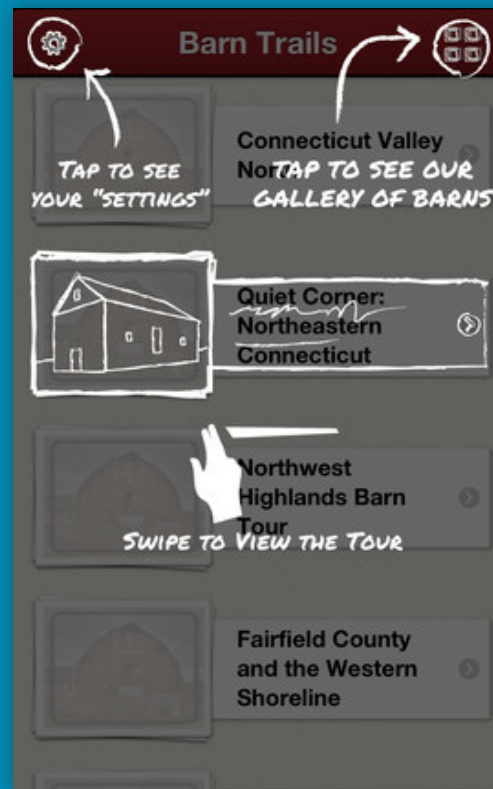 Barn Trails
Connecticut Valley
TAP TO SEE
YOUR "SETTINGS"
TAP TO SEE OUR
GALLERY OF BARNS
Quiet Corner:
Northeastern
Connecticut
Northwest
Highlands Barn
Tour
SWIPE TO VIEW THE TOUR
Fairfield County
and the Western
Shoreline